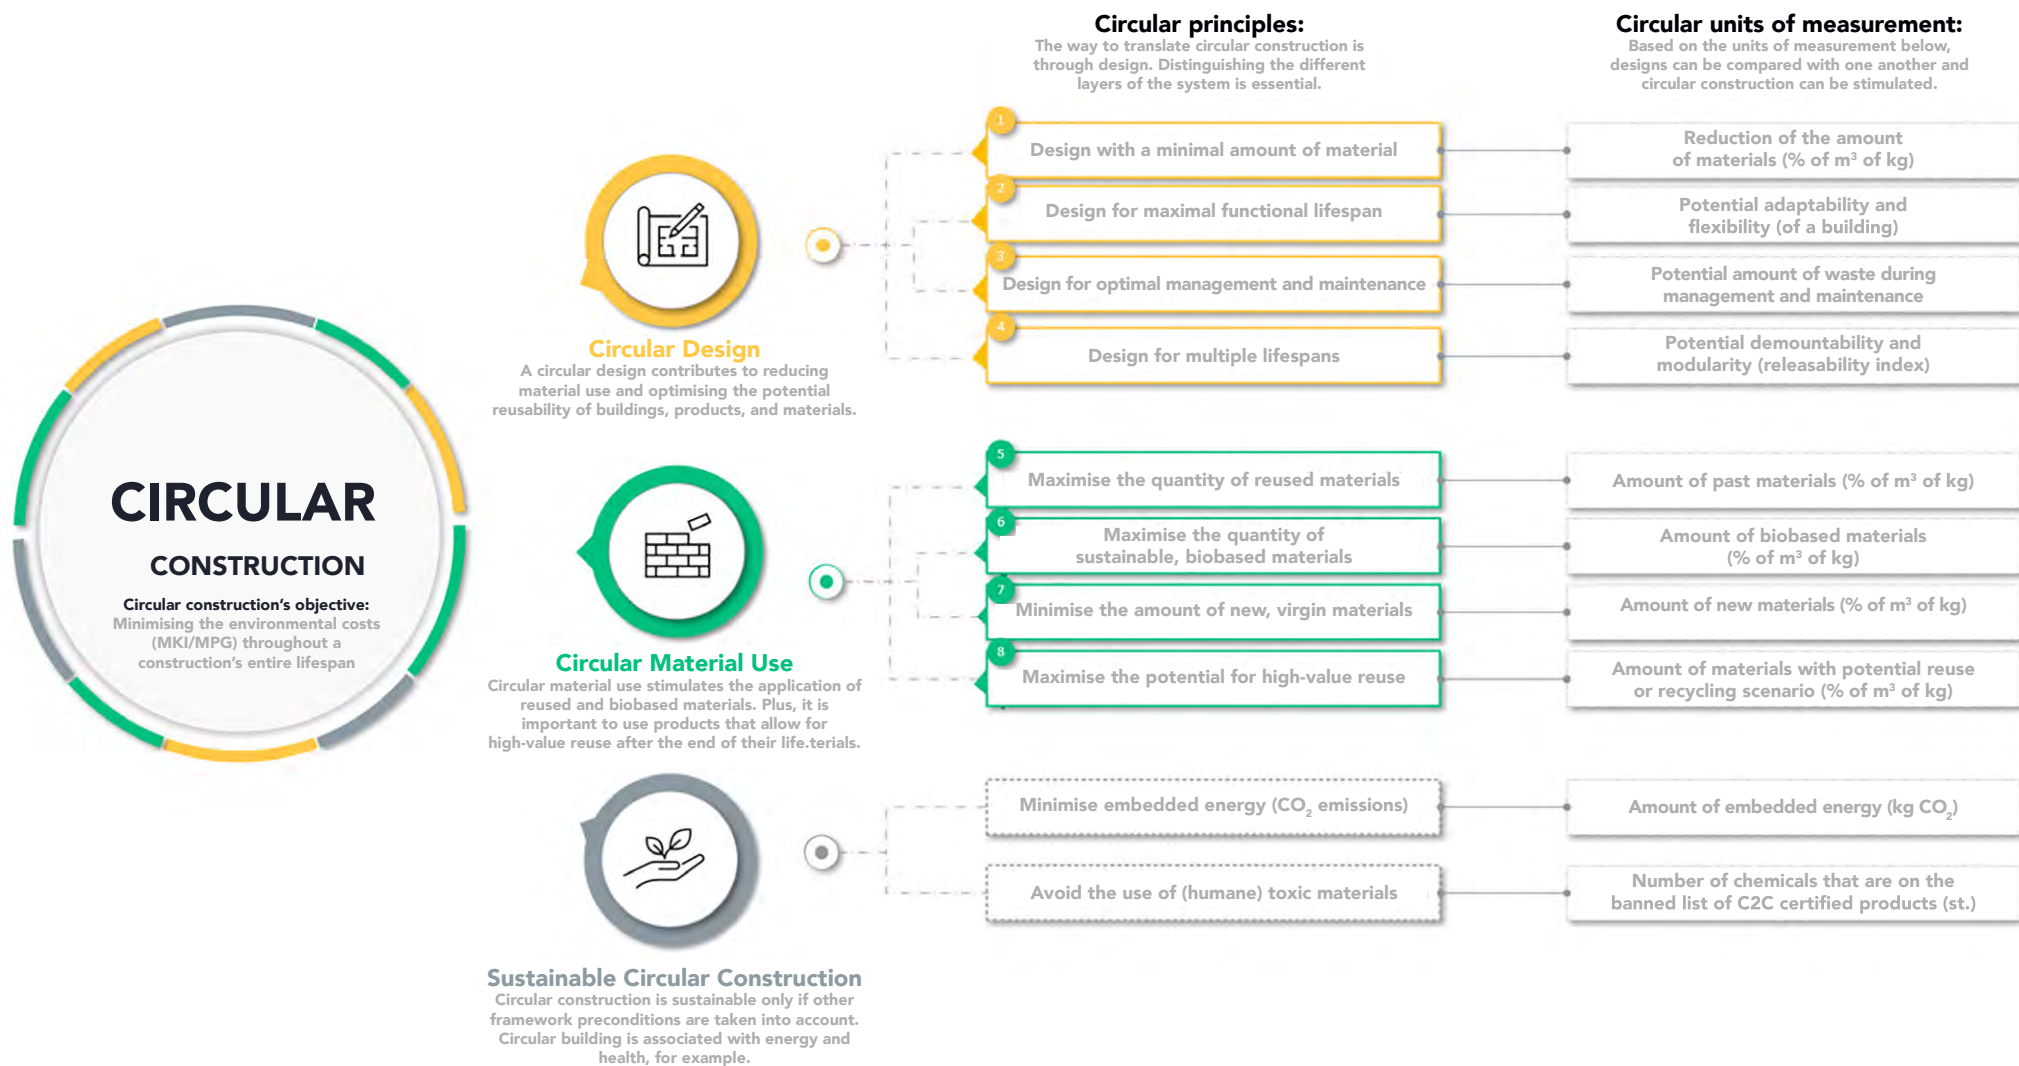 CIRCULAR
CONSTRUCTION
Circular construction's objective:
Minimising the environmental costs
(MKI/MPG) throughout a
construction's entire lifespan
Circular Design
A circular design contributes to reducing
material use and optimising the potential
reusability of buildings, products, and materials.
Circular Material Use
Circular material use stimulates the application of
reused and biobased materials. Plus, it is
important to use products that allow for
high-value reuse after the end of their life.terials.
Sustainable Circular Construction
Circular construction is sustainable only if other
framework preconditions are taken into account.
Circular building is associated with energy and
health, for example.
Circular principles:
The way to translate circular construction is
through design. Distinguishing the different
layers of the system is essential.
1
Design with a minimal amount of material
2
Design for maximal functional lifespan
3
Design for optimal management and maintenance
4
Design for multiple lifespans
5
Maximise the quantity of reused materials
6
Maximise the quantity of
sustainable, biobased materials
7
Minimise the amount of new, virgin materials
8
Maximise the potential for high-value reuse
Minimise embedded energy (CO₂ emissions)
Avoid the use of (humane) toxic materials
Circular units of measurement:
Based on the units of measurement below,
designs can be compared with one another and
circular construction can be stimulated.
Reduction of the amount
of materials (% of m³ of kg)
Potential adaptability and
flexibility (of a building)
Potential amount of waste during
management and maintenance
Potential demountability and
modularity (releasability index)
Amount of past materials (% of m³ of kg)
Amount of biobased materials
(% of m³ of kg)
Amount of new materials (% of m³ of kg)
Amount of materials with potential reuse
or recycling scenario (% of m³ of kg)
Amount of embedded energy (kg CO₂)
Number of chemicals that are on the
banned list of C2C certified products (st.)